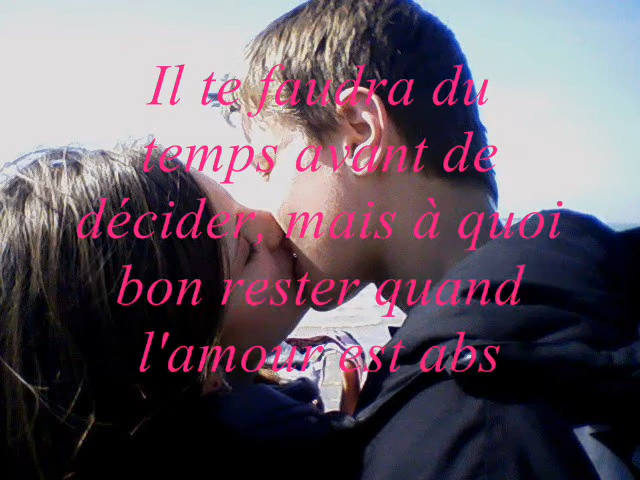 Il te faudra du
temps avant de
décider, mais à quoi
bon rester quand
l'amour est abs